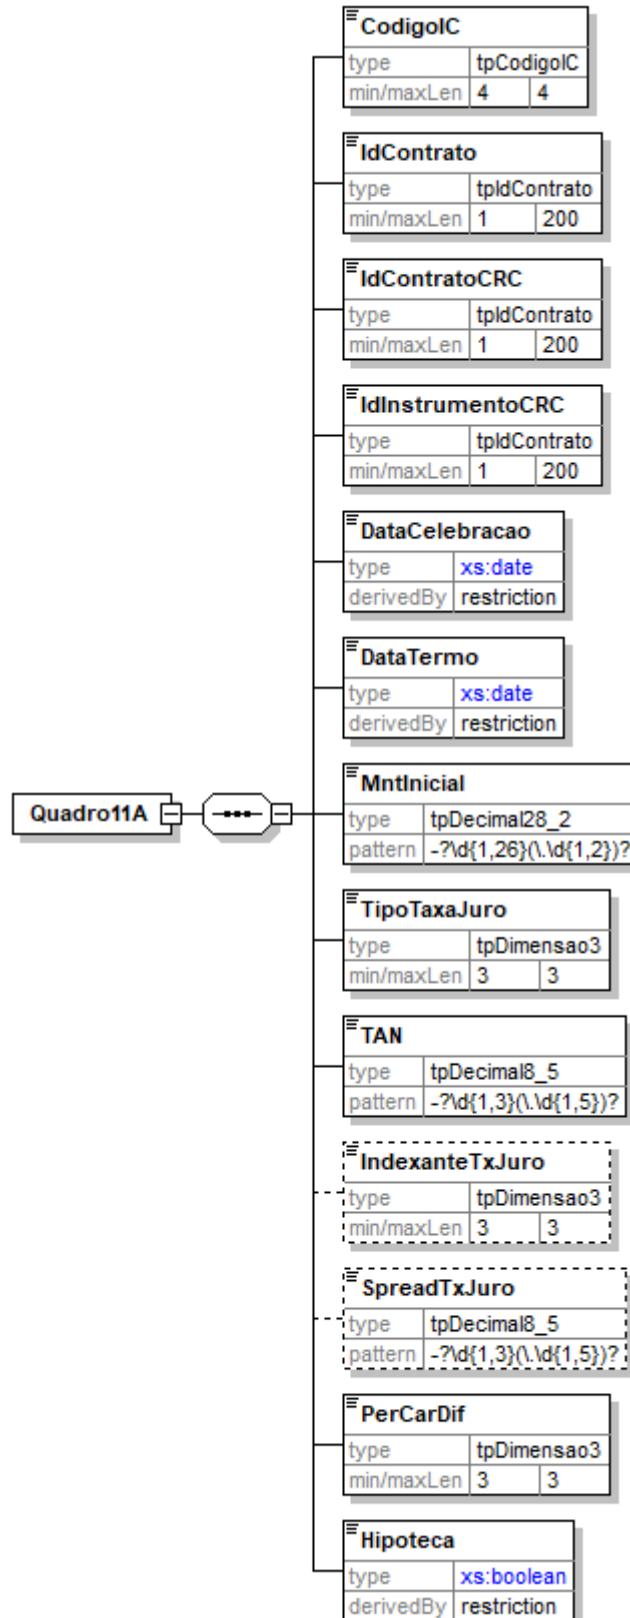 CodigoIC
type tpCodigoIC
min/maxLen 4 4
IdContrato
type tpIdContrato
min/maxLen 1 200
IdContratoCRC
type tpIdContrato
min/maxLen 1 200
IdInstrumentoCRC
type tpIdContrato
min/maxLen 1 200
DataCelebracao
type xs:date
derivedBy restriction
DataTermo
type xs:date
derivedBy restriction
Quadro11A
MntInicial
type tpDecimal28_2
pattern -?\d{1,26}(\.\d{1,2})?
TipoTaxaJuro
type tpDimensao3
min/maxLen 3 3
TAN
type tpDecimal8_5
pattern -?\d{1,3}(\.\d{1,5})?
IndexanteTxJuro
type tpDimensao3
min/maxLen 3 3
SpreadTxJuro
type tpDecimal8_5
pattern -?\d{1,3}(\.\d{1,5})?
PerCarDif
type tpDimensao3
min/maxLen 3 3
Hipoteca
type xs:boolean
derivedBy restriction